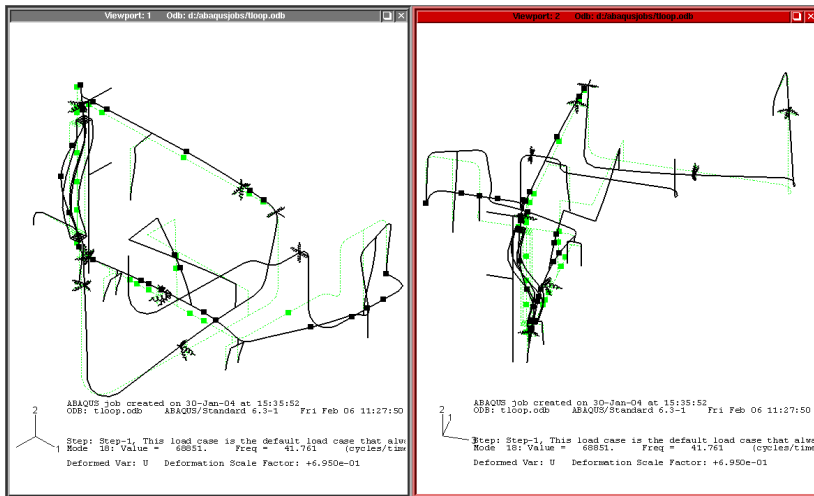 Viewport: 1 Odb: d:/abaqusjobs/tloop.odb
ABAQUS job created on 30-Jan-04 at 15:35:52
ODB: tloop.odb ABAQUS/Standard 6.3-1 Fri Feb 06 11:27:50
2
1
Step: Step-1, This load case is the default load case that alwa
Mode 18: Value = 68851. Freq = 41.761 (cycles/time
Deformed Var: U Deformation Scale Factor: +6.950e-01
Viewport: 2 Odb: d:/abaqusjobs/tloop.odb
ABAQUS job created on 30-Jan-04 at 15:35:52
ODB: tloop.odb ABAQUS/Standard 6.3-1 Fri Feb 06 11:27:50
2
1
3
Step: Step-1, This load case is the default load case that alwa
Mode 18: Value = 68851. Freq = 41.761 (cycles/time
Deformed Var: U Deformation Scale Factor: +6.950e-01